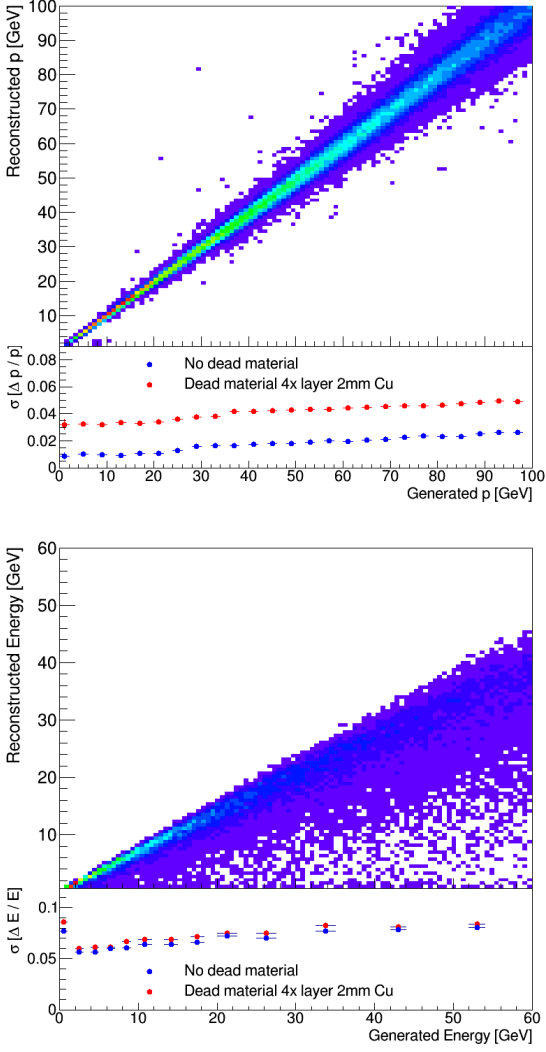 100
90
80
70
60
50
40
30
20
10
Reconstructed p [GeV]
0.08
0.06
0.04
0.02
0
σ [Δ p / p]
No dead material
Dead material 4x layer 2mm Cu
0 10 20 30 40 50 60 70 80 90 100
Generated p [GeV]
60
50
40
30
20
10
Reconstructed Energy [GeV]
0.1
0.05
0
σ [Δ E / E]
No dead material
Dead material 4x layer 2mm Cu
0 10 20 30 40 50 60
Generated Energy [GeV]